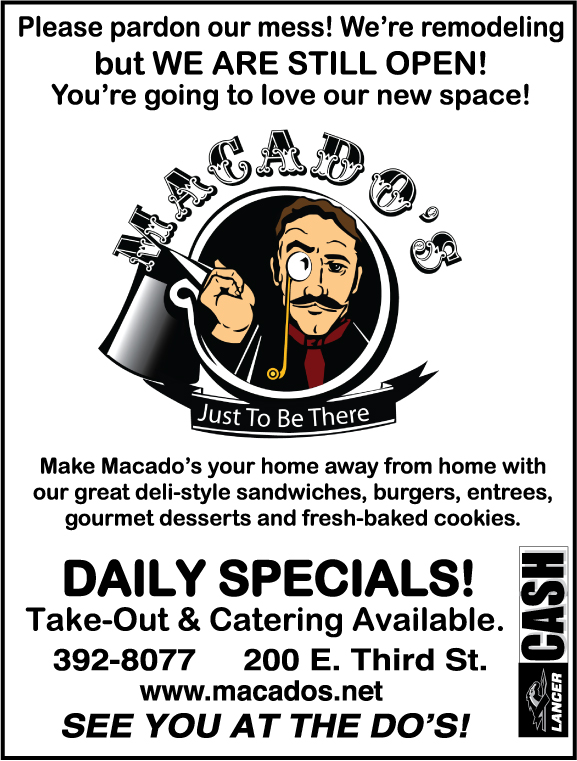 Please pardon our mess! We're remodeling
but WE ARE STILL OPEN!
You're going to love our new space!
MACADO'S
Just To Be There
Make Macado's your home away from home with
our great deli-style sandwiches, burgers, entrees,
gourmet desserts and fresh-baked cookies.
DAILY SPECIALS!
Take-Out & Catering Available.
392-8077 200 E. Third St.
www.macados.net
SEE YOU AT THE DO'S!
LANCER CASH